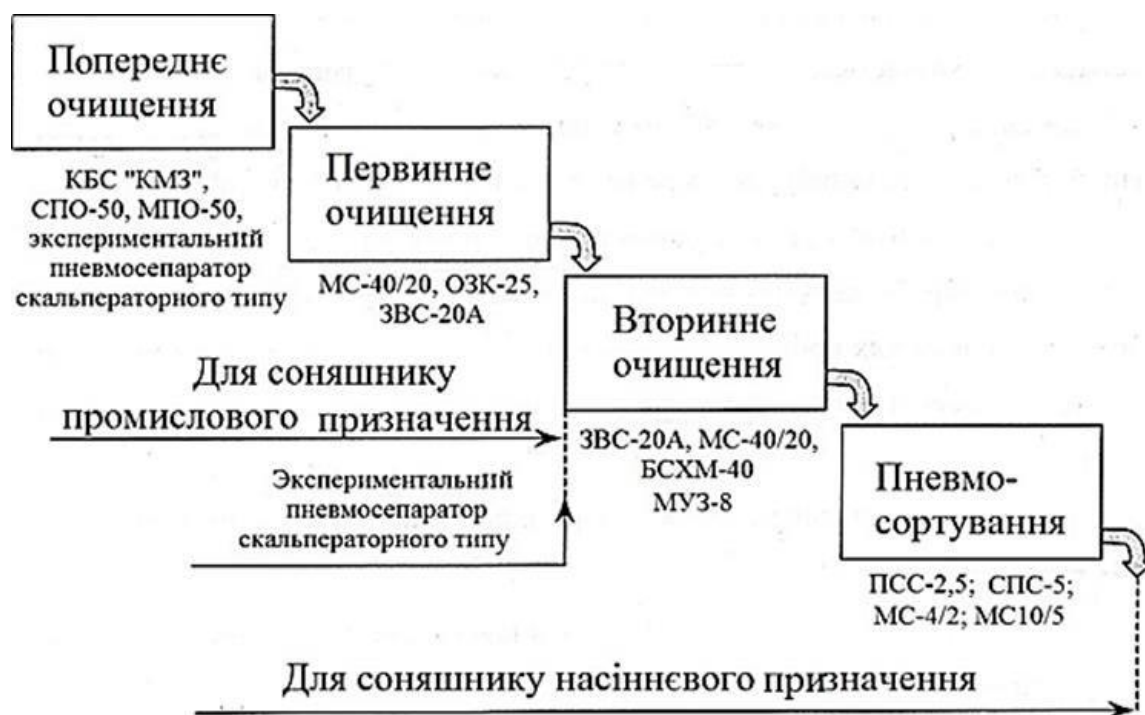 Попереднє
очищення
КБС "КМЗ",
СПО-50, МПО-50,
экспериментальний
пневмосепаратор
скальператорного типу
Первинне
очищення
МС-40/20, ОЗК-25,
ЗВС-20А
Вторинне
очищення
ЗВС-20А, МС-40/20,
БСХМ-40
МУЗ-8
Пневмо-
сортування
ПСС-2,5; СПС-5;
МС-4/2; МС10/5
Для соняшнику
промислового призначення
Экспериментальний
пневмосепаратор
скальператорного типу
Для соняшнику насіннєвого призначення